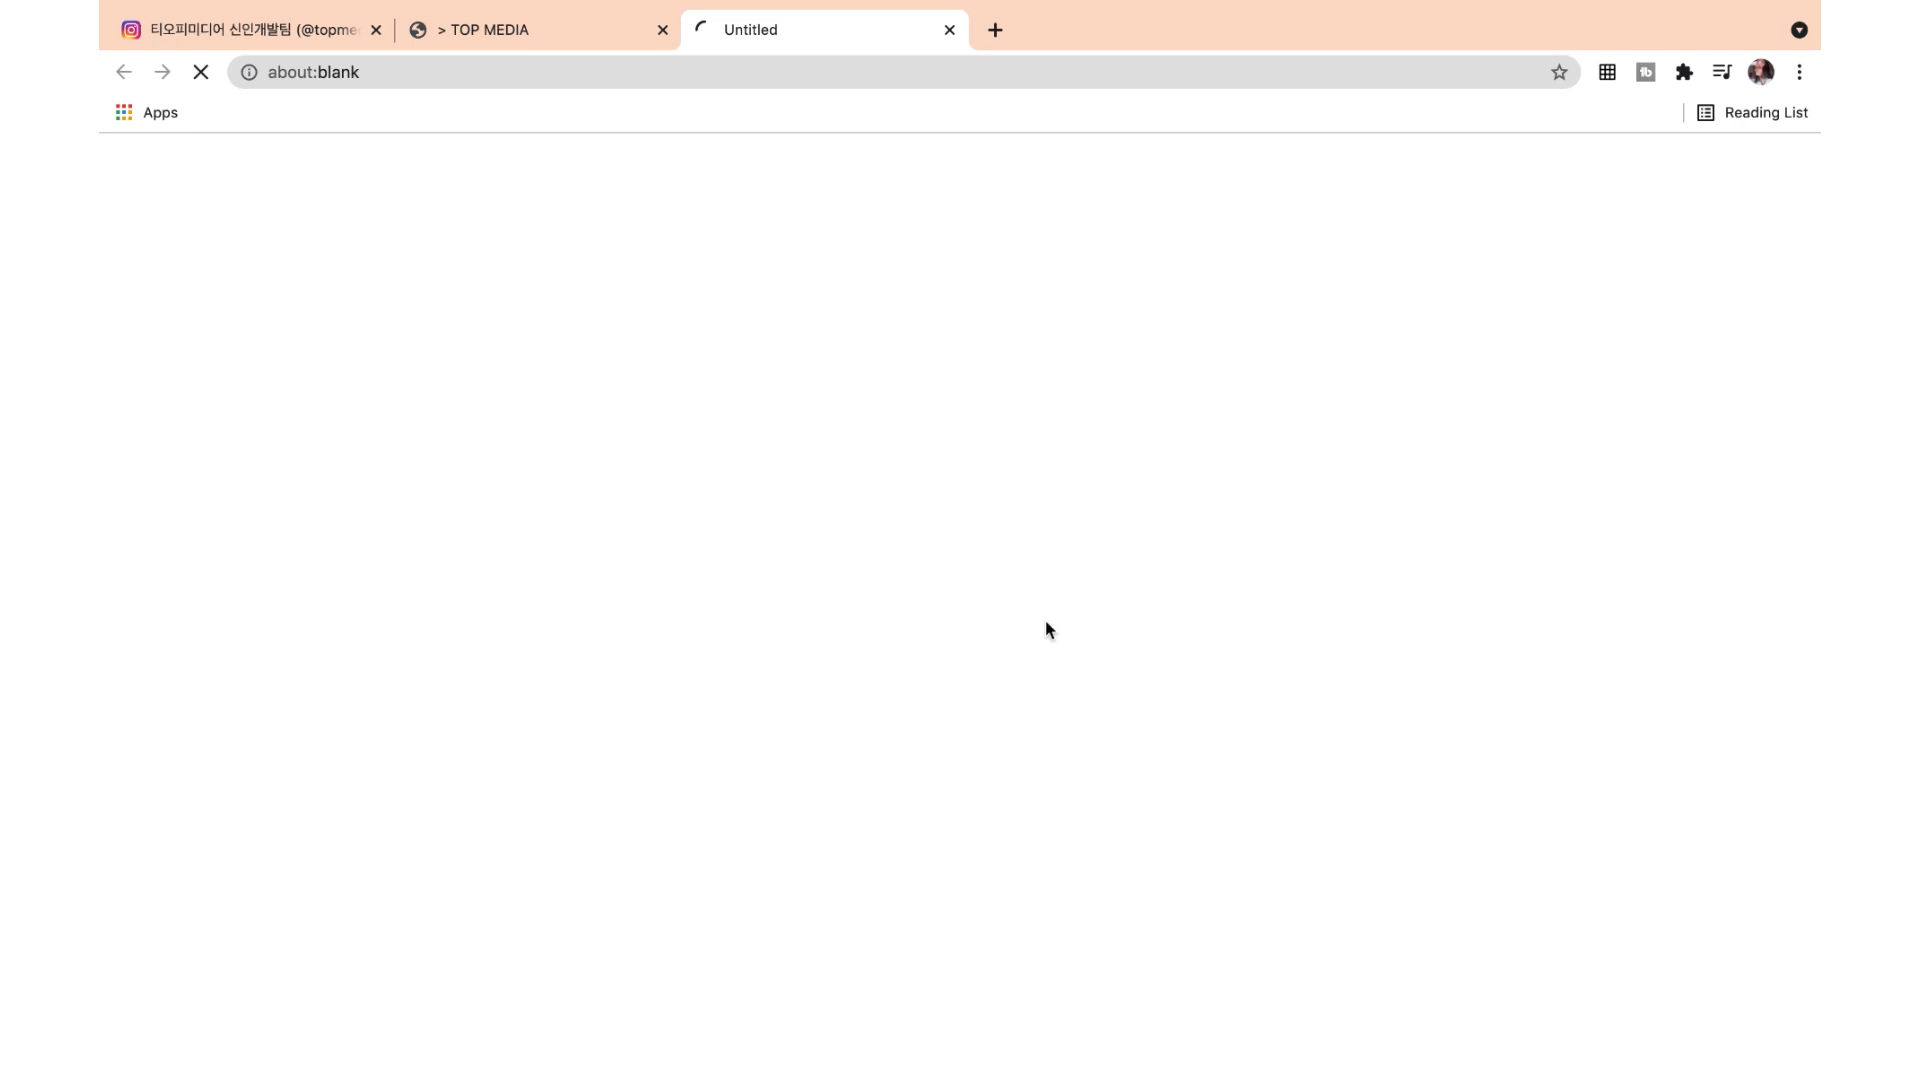 티오피미디어 신인개발팀 (@topme
> TOP MEDIA
Untitled
about:blank
Apps
Reading List